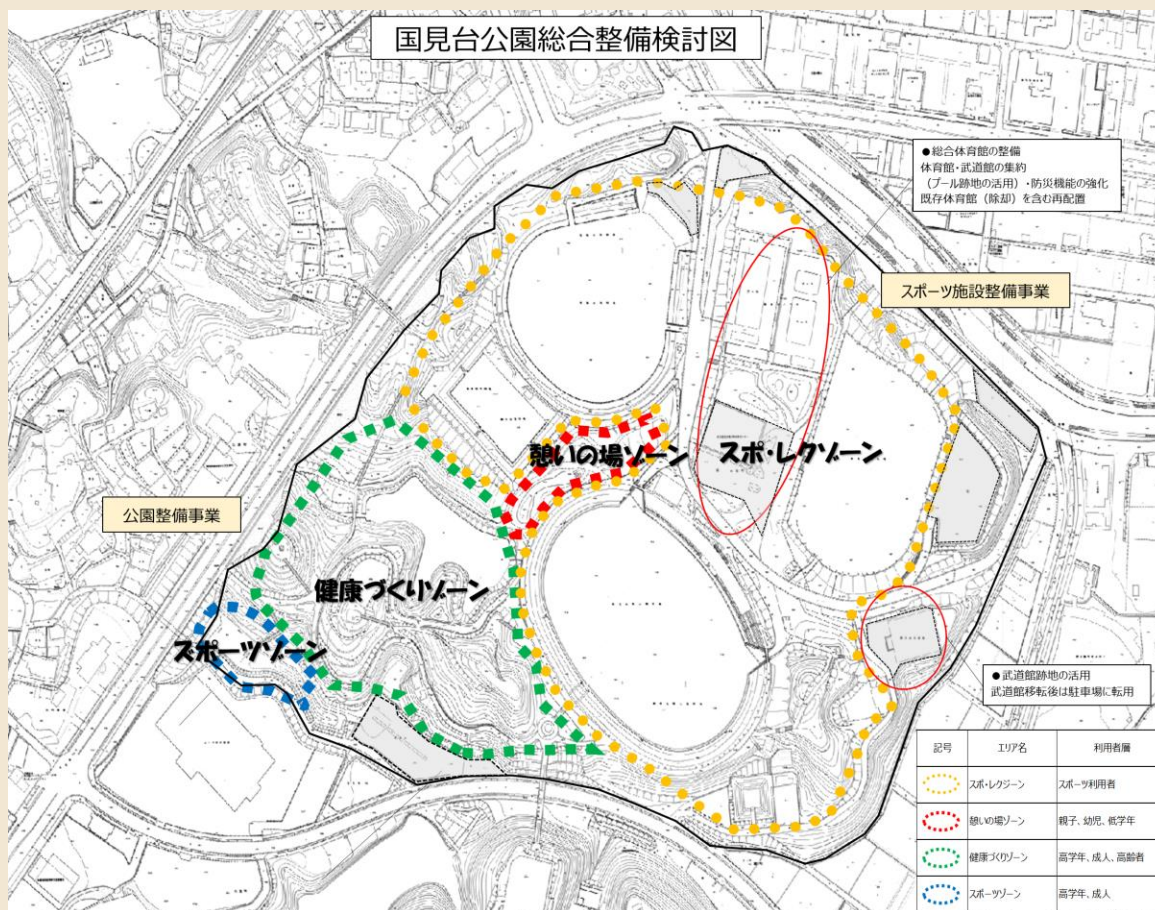 国見台公園総合整備検討図
●総合体育館の整備
体育館・武道館の集約
（プール跡地の活用）・防災機能の強化
既存体育館（除却）を含む再配置
スポーツ施設整備事業
憩いの場ゾーン
スポ・レクゾーン
公園整備事業
健康づくりゾーン
スポーツゾーン
●武道館跡地の活用
武道館移転後は駐車場に転用
記号 エリア名 利用者層
スポ・レクゾーン スポーツ利用者
憩いの場ゾーン 親子、幼児、低学年
健康づくりゾーン 高学年、成人、高齢者
スポーツゾーン 高学年、成人